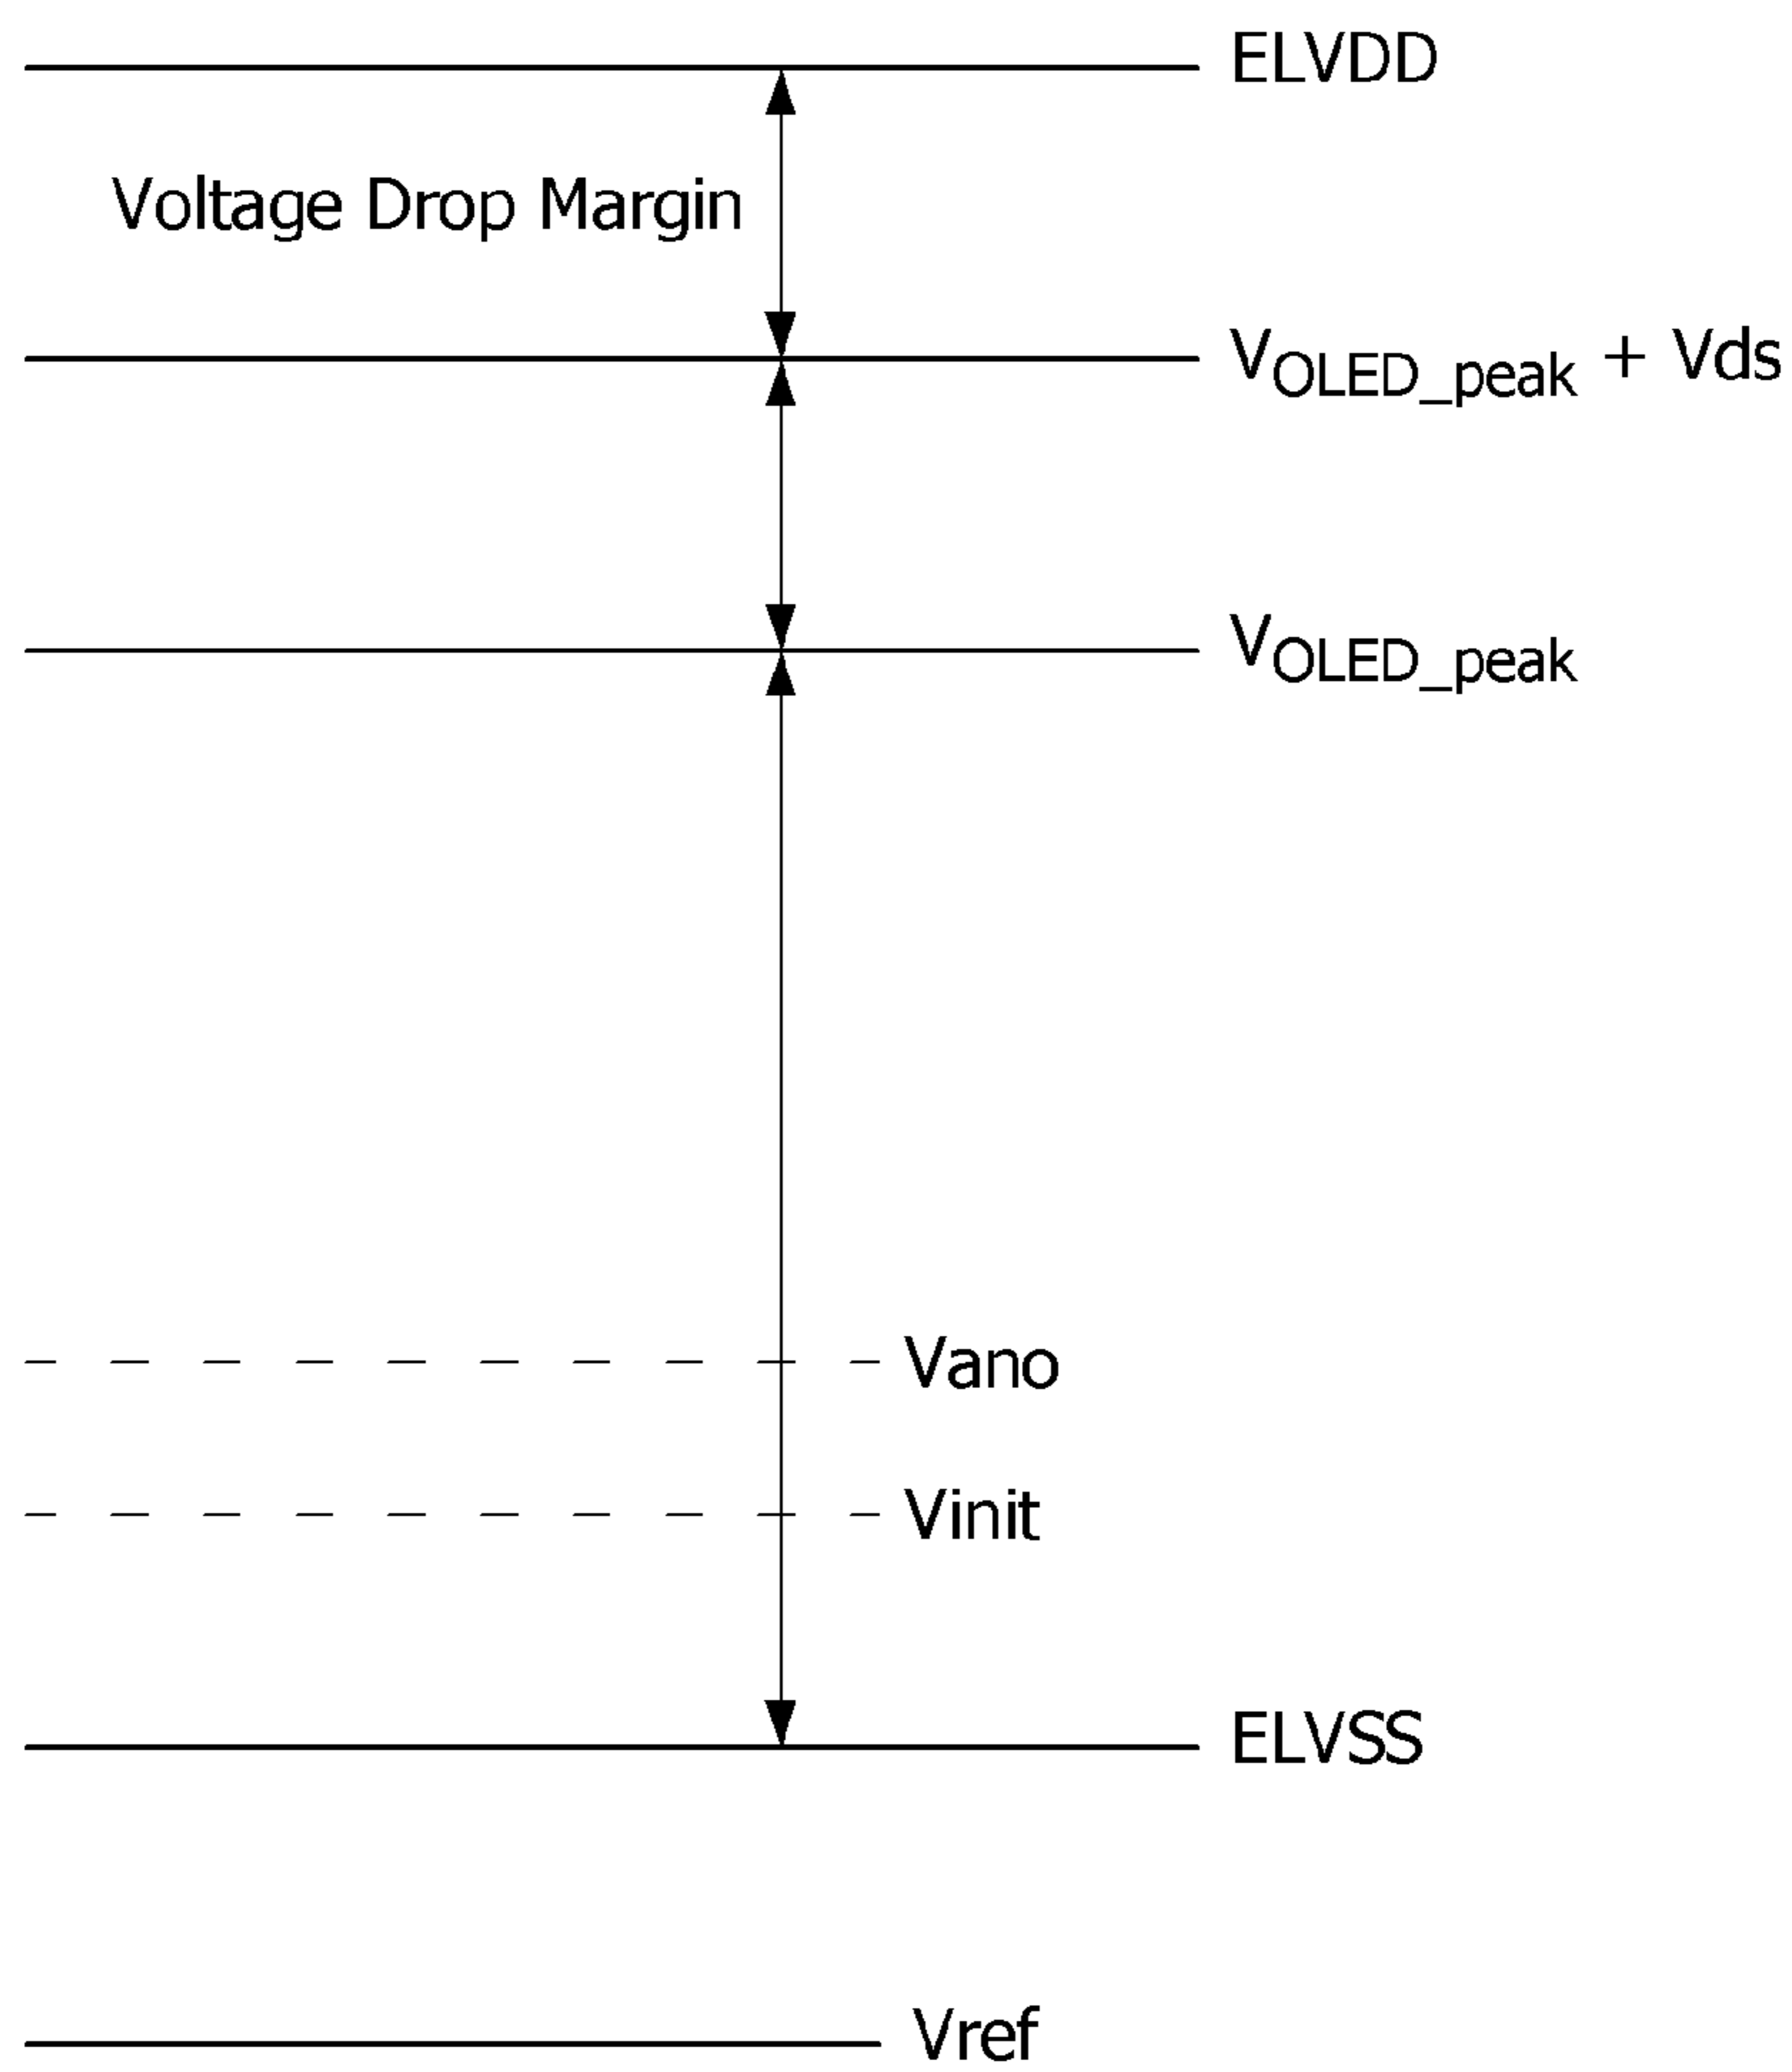 ELVDD
Voltage Drop Margin
VOLED_peak + Vds
VOLED_peak
Vano
Vinit
ELVSS
Vref